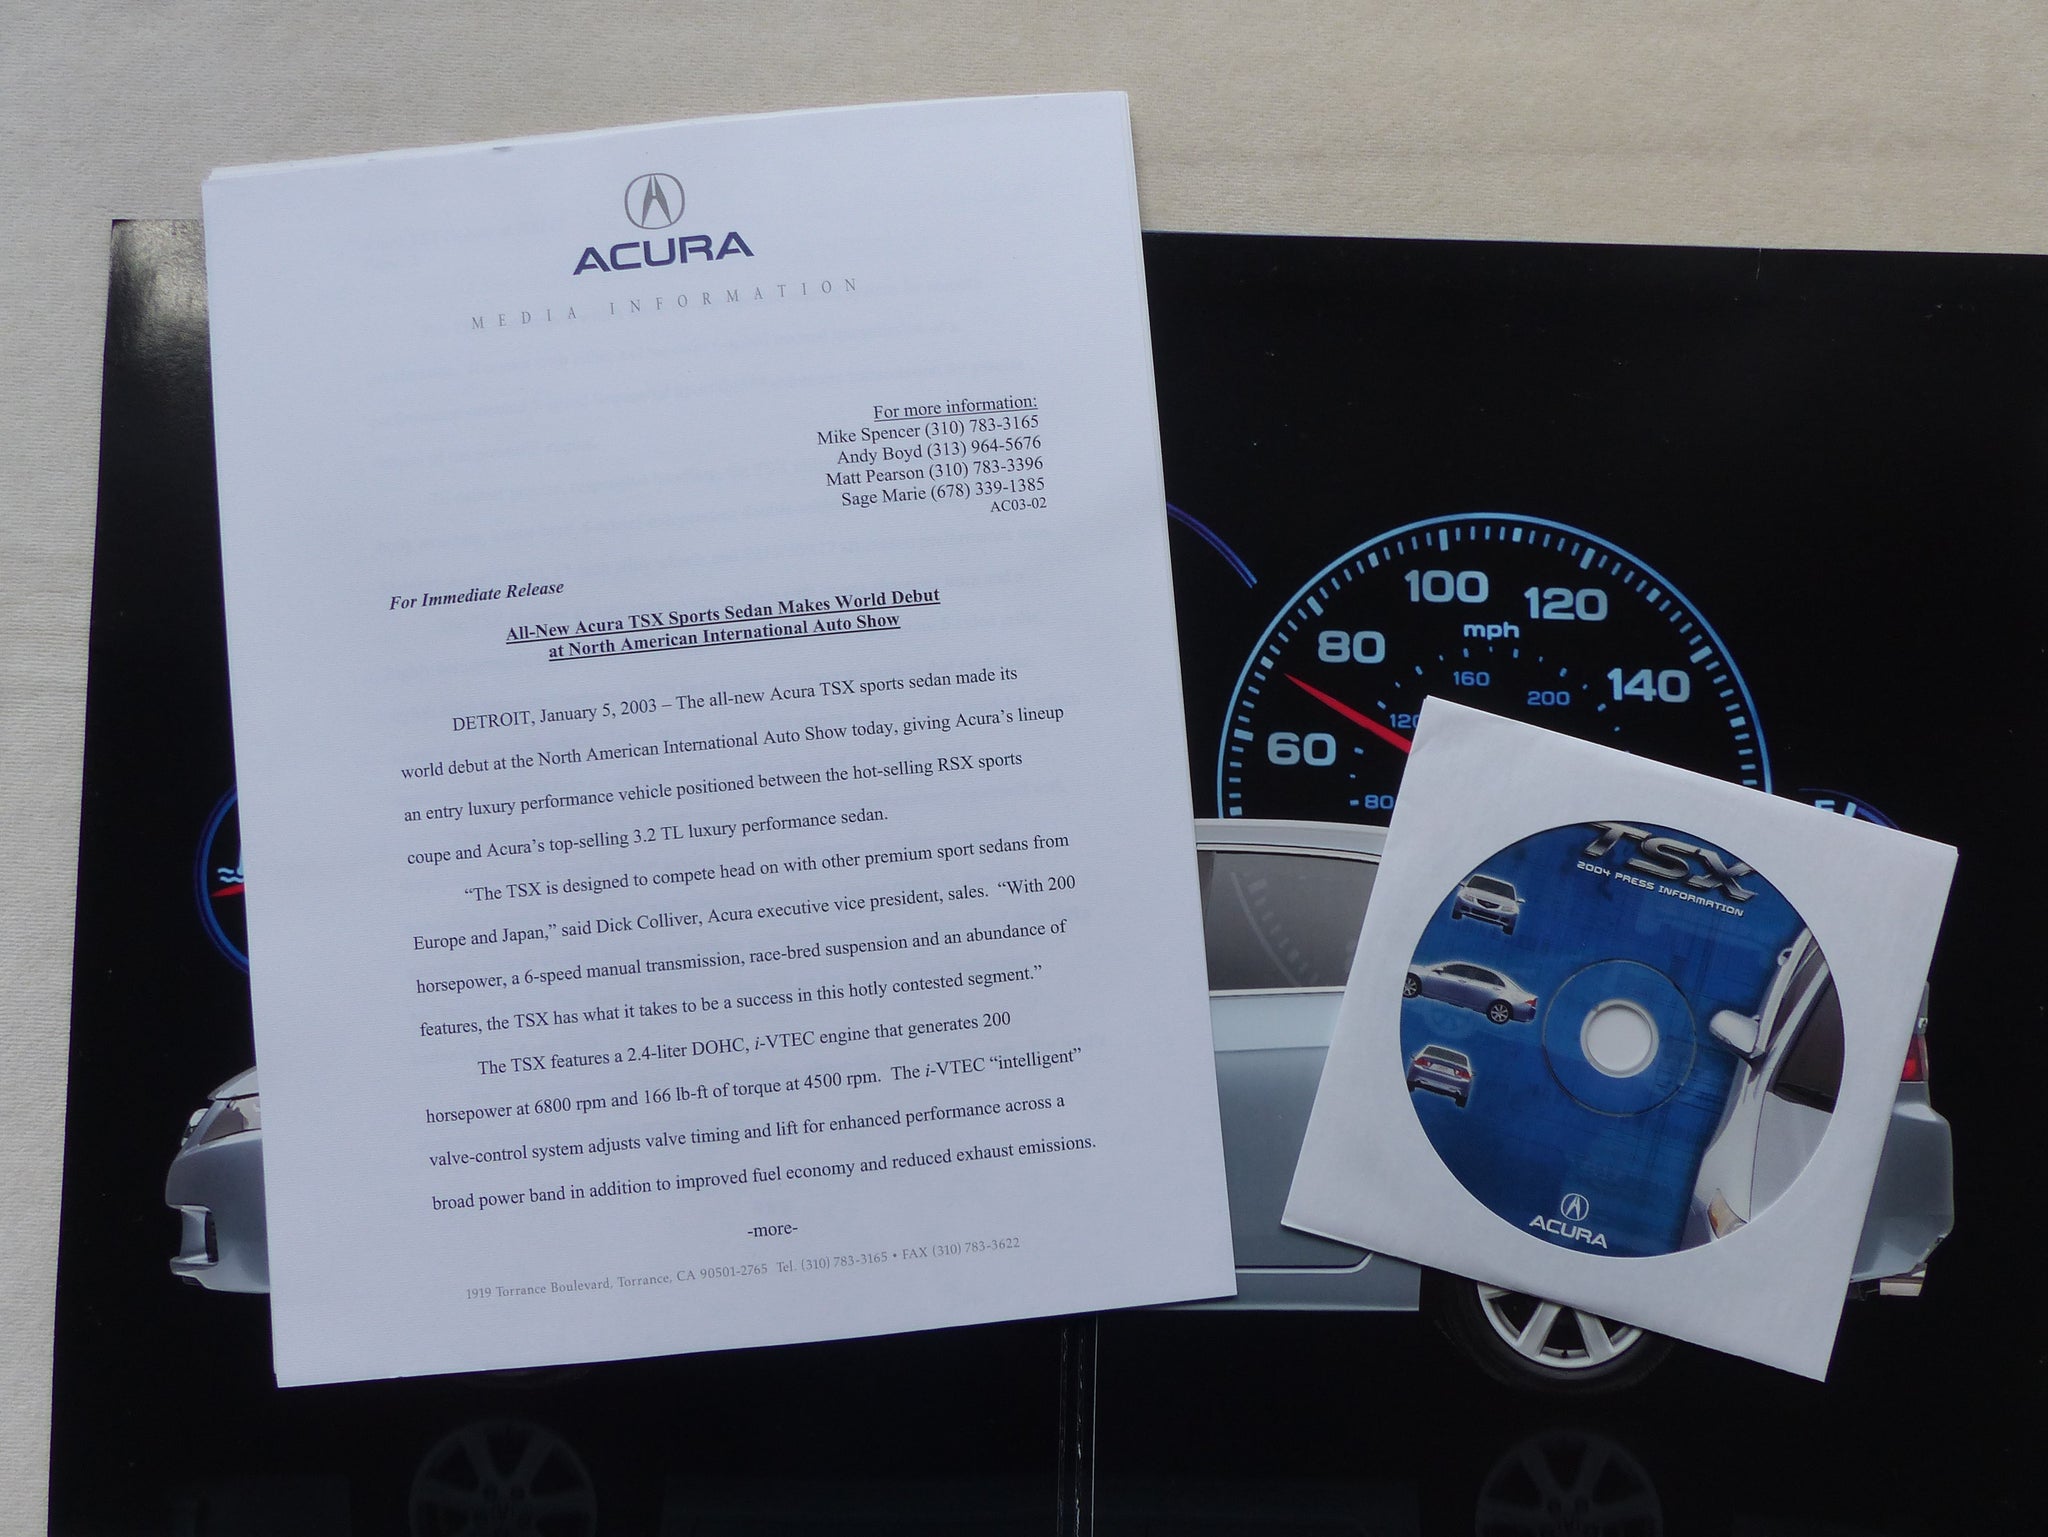 ACURA
MEDIA INFORMATION
For more information:
Mike Spencer (310) 783-3165
Andy Boyd (313) 964-5676
Matt Pearson (310) 783-3396
Sage Marie (678) 339-1385
AC03-02
For Immediate Release
All-New Acura TSX Sports Sedan Makes World Debut
at North American International Auto Show
DETROIT, January 5, 2003 – The all-new Acura TSX sports sedan made its
world debut at the North American International Auto Show today, giving Acura’s lineup
an entry luxury performance vehicle positioned between the hot-selling RSX sports
coupe and Acura’s top-selling 3.2 TL luxury performance sedan.
“The TSX is designed to compete head on with other premium sport sedans from
Europe and Japan,” said Dick Colliver, Acura executive vice president, sales.  “With 200
horsepower, a 6-speed manual transmission, race-bred suspension and an abundance of
features, the TSX has what it takes to be a success in this hotly contested segment.”
The TSX features a 2.4-liter DOHC, i-VTEC engine that generates 200
horsepower at 6800 rpm and 166 lb-ft of torque at 4500 rpm.  The i-VTEC “intelligent”
valve-control system adjusts valve timing and lift for enhanced performance across a
broad power band in addition to improved fuel economy and reduced exhaust emissions.
-more-
1919 Torrance Boulevard, Torrance, CA 90501-2765  Tel. (310) 783-3165 • FAX (310) 783-3622
100
120
mph
80
160
140
200
120
60
80
TSX
2004 PRESS INFORMATION
ACURA